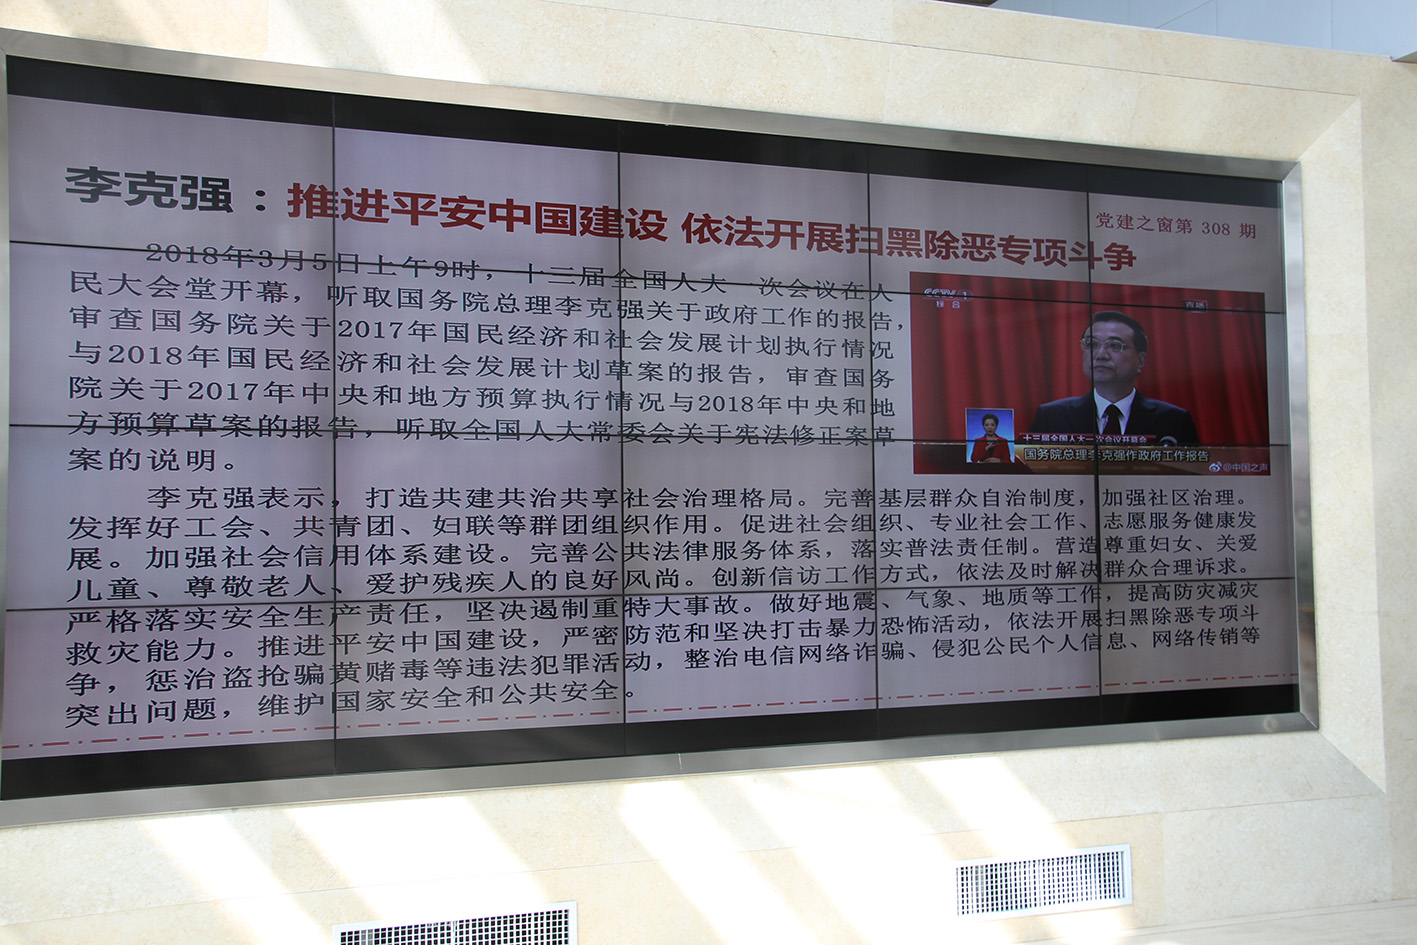 李克强：推进平安中国建设 依法开展扫黑除恶专项斗争
党建之窗第 308 期
2018年3月5日上午9时，十三届全国人大一次会议在人
民大会堂开幕，听取国务院总理李克强关于政府工作的报告，
审查国务院关于2017年国民经济和社会发展计划执行情况
与2018年国民经济和社会发展计划草案的报告，审查国务
院关于2017年中央和地方预算执行情况与2018年中央和地
方预算草案的报告，听取全国人大常委会关于宪法修正案草
案的说明。
CCTV-1
综合
直播
十三届全国人大一次会议开幕会
国务院总理李克强作政府工作报告
@中国之声
李克强表示，打造共建共治共享社会治理格局。完善基层群众自治制度，加强社区治理。
发挥好工会、共青团、妇联等群团组织作用。促进社会组织、专业社会工作、志愿服务健康发
展。加强社会信用体系建设。完善公共法律服务体系，落实普法责任制。营造尊重妇女、关爱
儿童、尊敬老人、爱护残疾人的良好风尚。创新信访工作方式，依法及时解决群众合理诉求。
严格落实安全生产责任，坚决遏制重特大事故。做好地震、气象、地质等工作，提高防灾减灾
救灾能力。推进平安中国建设，严密防范和坚决打击暴力恐怖活动，依法开展扫黑除恶专项斗
争，惩治盗抢骗黄赌毒等违法犯罪活动，整治电信网络诈骗、侵犯公民个人信息、网络传销等
突出问题，维护国家安全和公共安全。